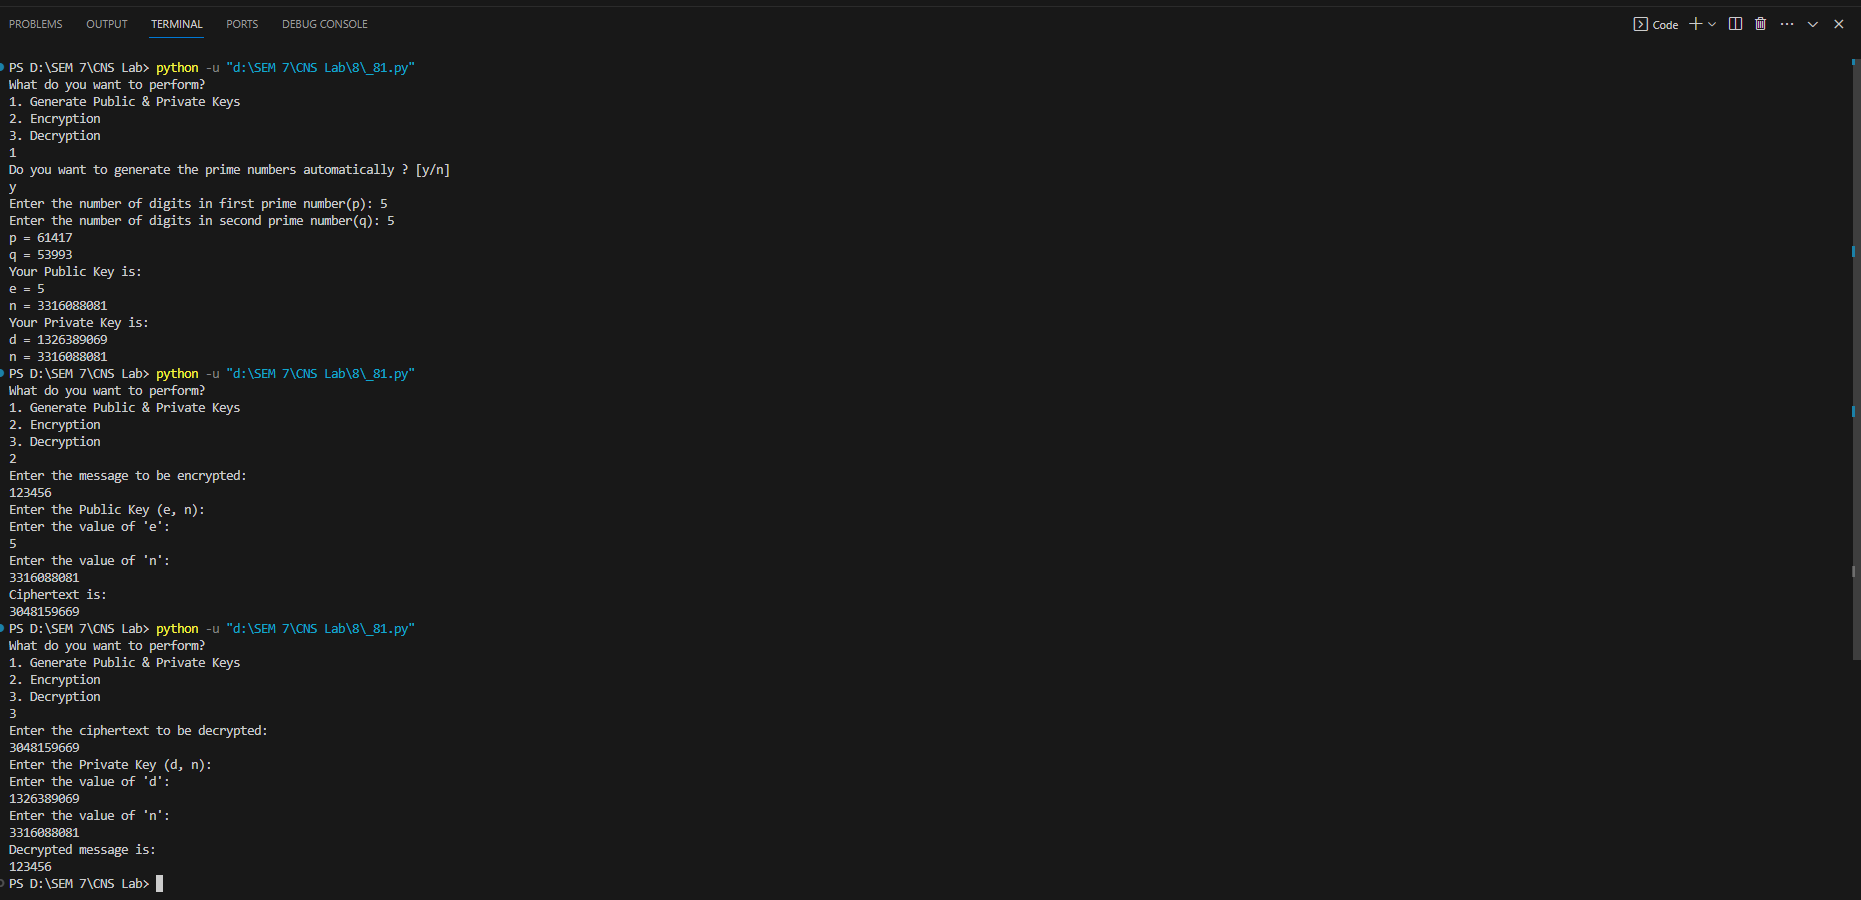 PROBLEMS OUTPUT TERMINAL PORTS DEBUG CONSOLE Code
PS D:\SEM 7\CNS Lab> python -u "d:\SEM 7\CNS Lab\8\_81.py"
What do you want to perform?
1. Generate Public & Private Keys
2. Encryption
3. Decryption
1
Do you want to generate the prime numbers automatically ? [y/n]
y
Enter the number of digits in first prime number(p): 5
Enter the number of digits in second prime number(q): 5
p = 61417
q = 53993
Your Public Key is:
e = 5
n = 3316088081
Your Private Key is:
d = 1326389069
n = 3316088081
PS D:\SEM 7\CNS Lab> python -u "d:\SEM 7\CNS Lab\8\_81.py"
What do you want to perform?
1. Generate Public & Private Keys
2. Encryption
3. Decryption
2
Enter the message to be encrypted:
123456
Enter the Public Key (e, n):
Enter the value of 'e':
5
Enter the value of 'n':
3316088081
Ciphertext is:
3048159669
PS D:\SEM 7\CNS Lab> python -u "d:\SEM 7\CNS Lab\8\_81.py"
What do you want to perform?
1. Generate Public & Private Keys
2. Encryption
3. Decryption
3
Enter the ciphertext to be decrypted:
3048159669
Enter the Private Key (d, n):
Enter the value of 'd':
1326389069
Enter the value of 'n':
3316088081
Decrypted message is:
123456
PS D:\SEM 7\CNS Lab>